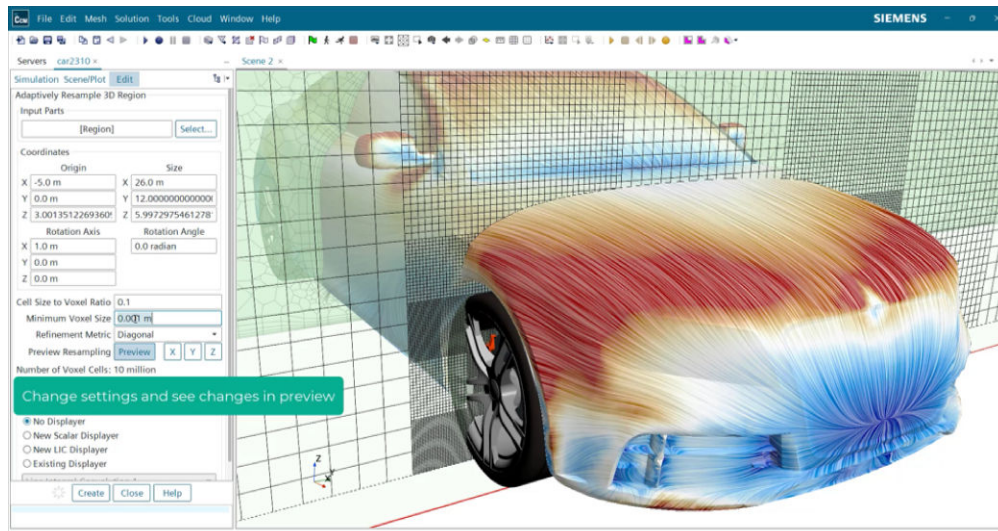 File Edit Mesh Solution Tools Cloud Window Help
SIEMENS
Servers car2310 ×
Scene 2 ×
Simulation Scene/Plot Edit
Adaptively Resample 3D Region
Input Parts
[Region] Select...
Coordinates
Origin Size
X -5.0 m X 26.0 m
Y 0.0 m Y 12.000000000000
Z 3.0013512269360 Z 5.9972975461278
Rotation Axis Rotation Angle
X 1.0 m 0.0 radian
Y 0.0 m
Z 0.0 m
Cell Size to Voxel Ratio 0.1
Minimum Voxel Size 0.001 m
Refinement Metric Diagonal
Preview Resampling Preview X Y Z
Number of Voxel Cells: 10 million
Change settings and see changes in preview
No Displayer
New Scalar Displayer
New LIC Displayer
Existing Displayer
Create Close Help
Z